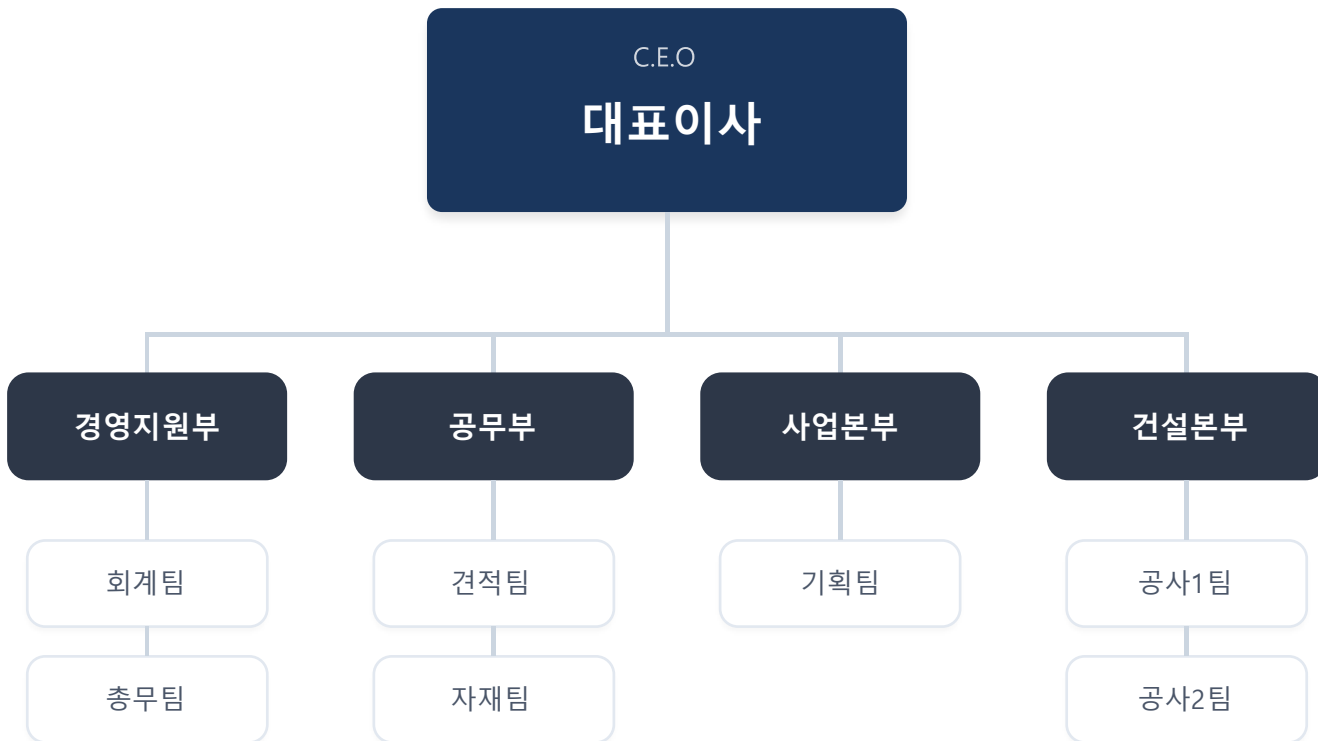 C.E.O
대표이사
경영지원부
공무부
사업본부
건설본부
회계팀
견적팀
기획팀
공사1팀
총무팀
자재팀
공사2팀